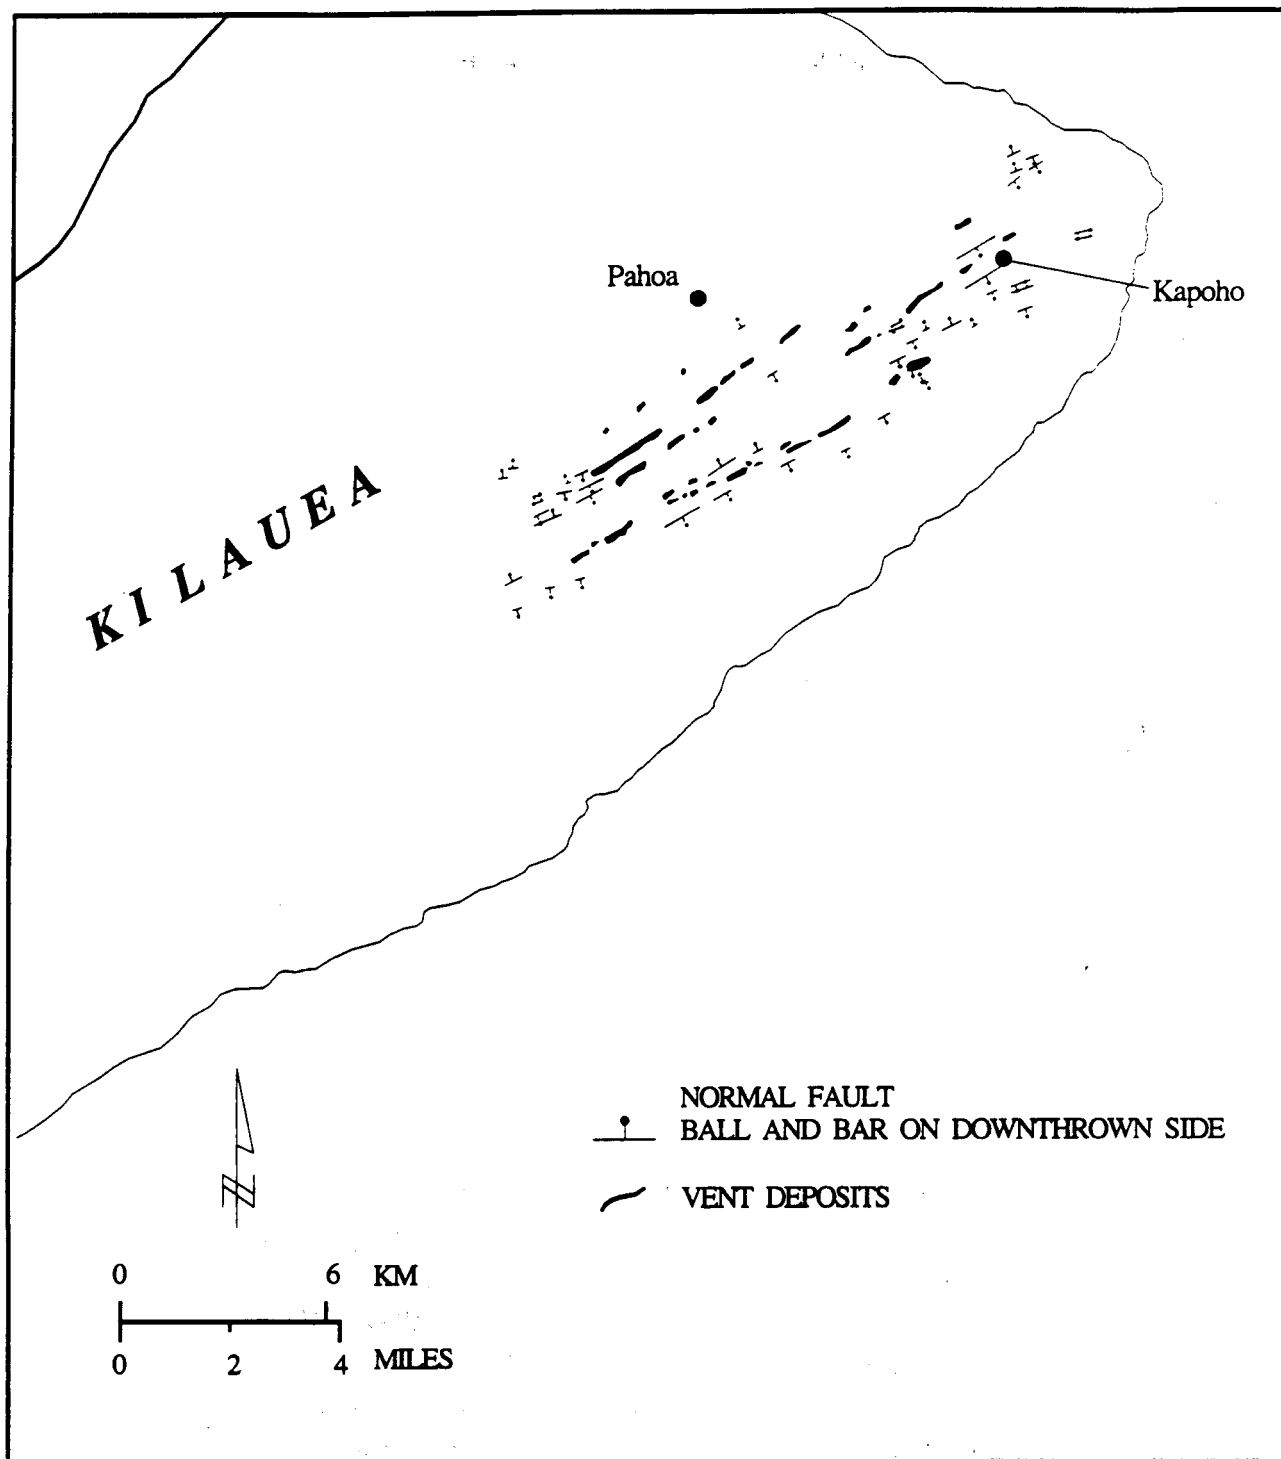 Pahoa
Kapoho
KILAUEA
NORMAL FAULT
BALL AND BAR ON DOWNTHROWN SIDE
VENT DEPOSITS
N
0 6 KM
0 2 4 MILES